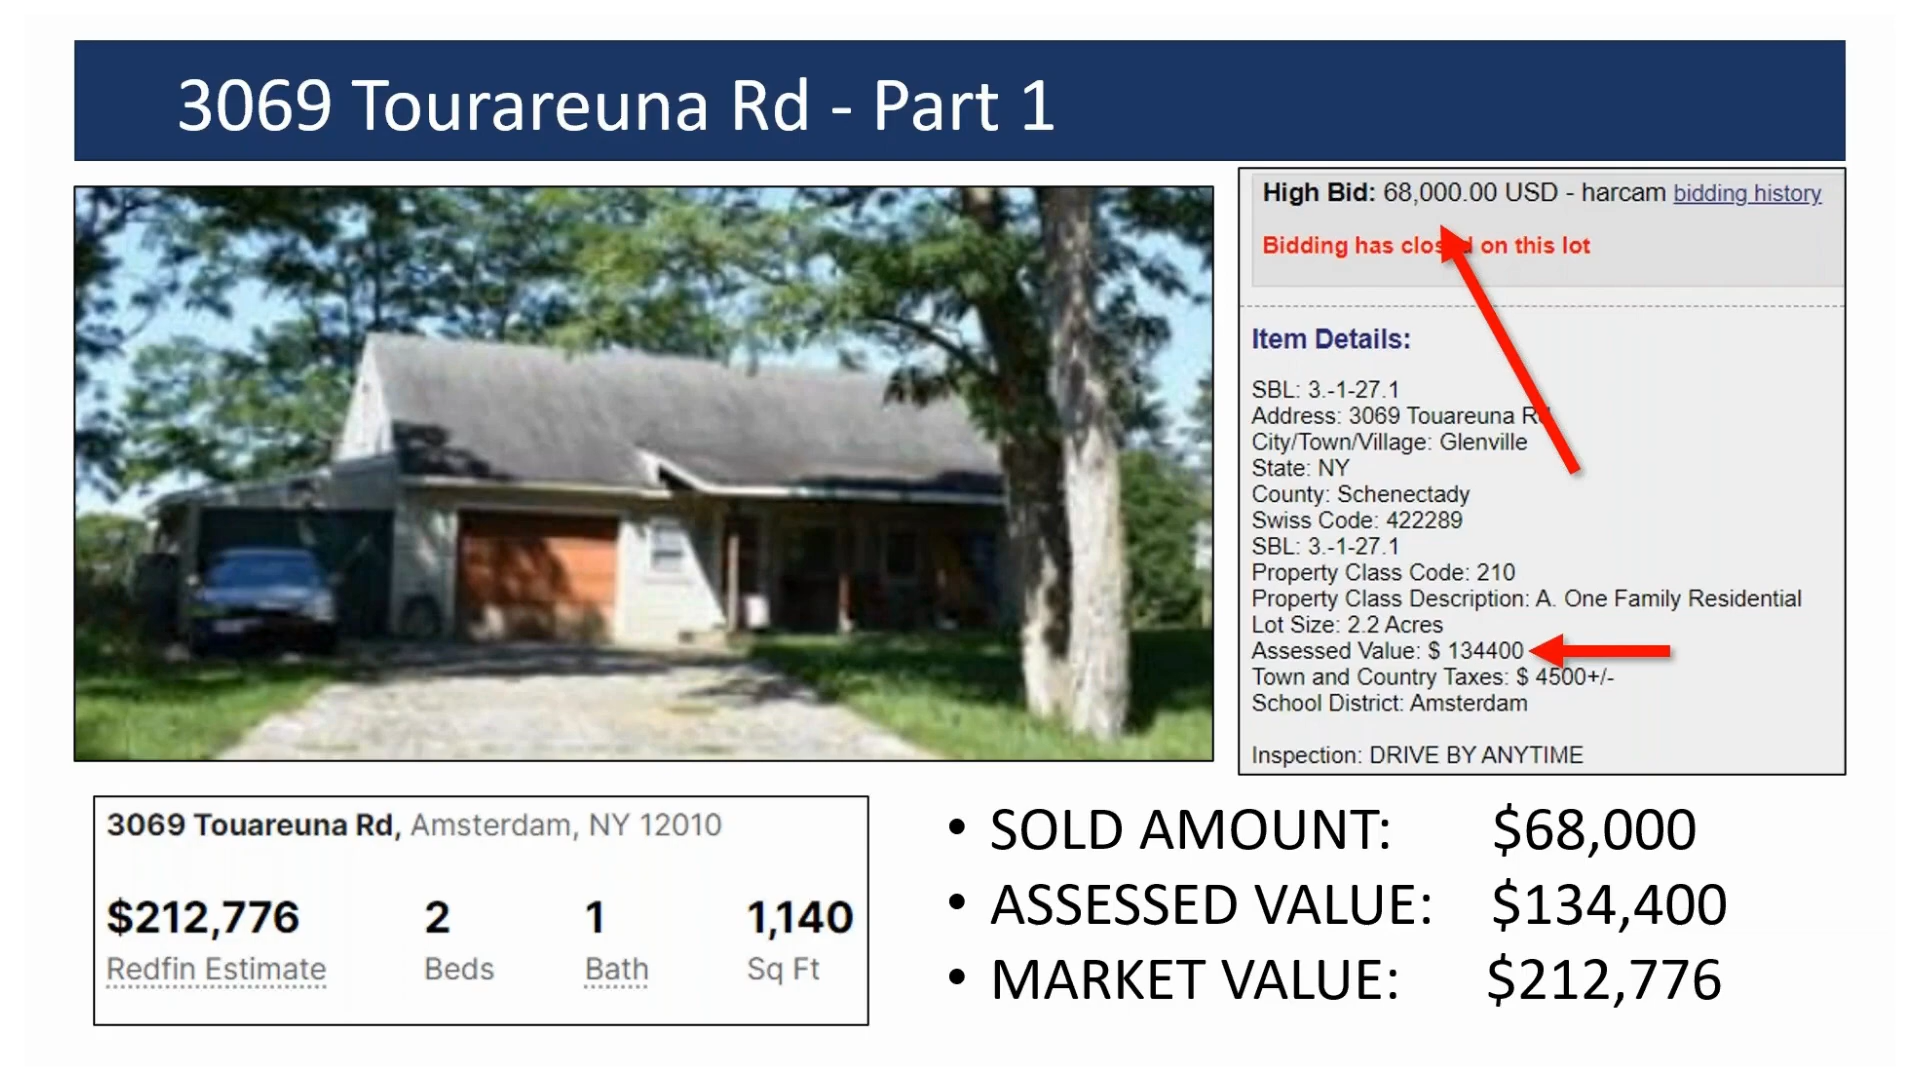 3069 Tourareuna Rd - Part 1
High Bid: 68,000.00 USD - harcam bidding history
Bidding has closed on this lot
Item Details:
SBL: 3.-1-27.1
Address: 3069 Touareuna Rd
City/Town/Village: Glenville
State: NY
County: Schenectady
Swiss Code: 422289
SBL: 3.-1-27.1
Property Class Code: 210
Property Class Description: A. One Family Residential
Lot Size: 2.2 Acres
Assessed Value: $ 134400
Town and Country Taxes: $ 4500+/-
School District: Amsterdam
Inspection: DRIVE BY ANYTIME
3069 Touareuna Rd, Amsterdam, NY 12010
$212,776 2 1 1,140
Redfin Estimate Beds Bath Sq Ft
• SOLD AMOUNT: $68,000
• ASSESSED VALUE: $134,400
• MARKET VALUE: $212,776